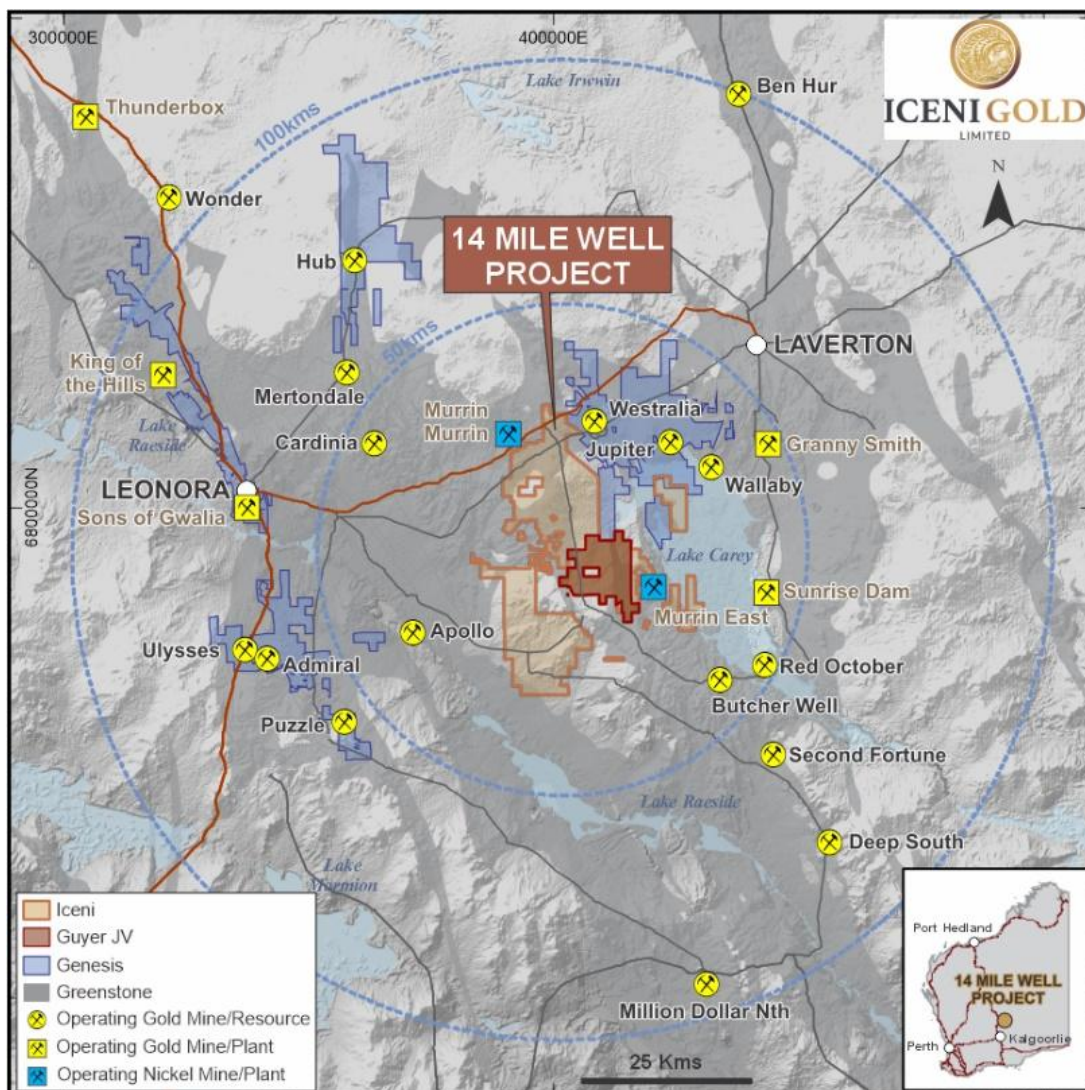 300000E
400000E
ICENI GOLD
LIMITED
Lake Irwwin
Ben Hur
Thunderbox
100kms
N
Wonder
14 MILE WELL
PROJECT
Hub
50kms
LAVERTON
King of
the Hills
Mertondale
Westralia
Murrin
Murrin
Cardinia
Jupiter
Granny Smith
Wallaby
Lake
Raeside
LEONORA
Sons of Gwalia
6800000N
Lake Carey
Murrin East
Sunrise Dam
Apollo
Ulysses
Admiral
Red October
Butcher Well
Puzzle
Second Fortune
Lake Raeside
Deep South
Lake
Marmion
Million Dollar Nth
25 Kms
Iceni
Guyer JV
Genesis
Greenstone
Operating Gold Mine/Resource
Operating Gold Mine/Plant
Operating Nickel Mine/Plant
Port Hedland
14 MILE WELL
PROJECT
Kalgoorlie
Perth